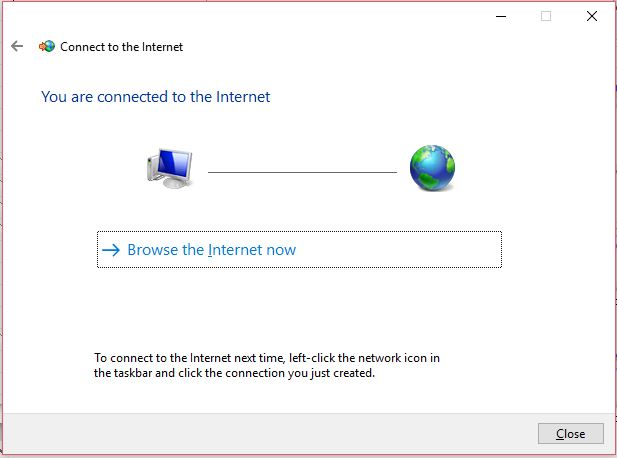 Connect to the Internet
You are connected to the Internet
Browse the Internet now
To connect to the Internet next time, left-click the network icon in
the taskbar and click the connection you just created.
Close